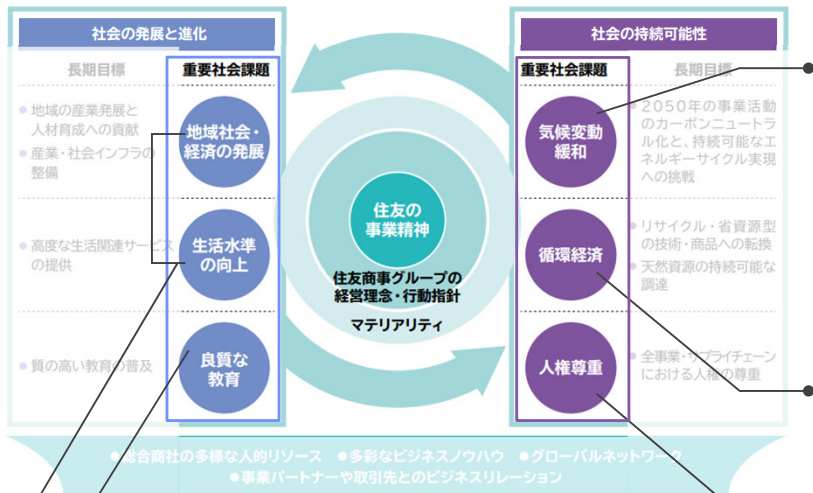 社会の発展と進化
長期目標
重要社会課題
● 地域の産業発展と
人材育成への貢献
● 産業・社会インフラの
整備
地域社会・
経済の発展
● 高度な生活関連サービス
の提供
生活水準
の向上
● 質の高い教育の普及
良質な
教育
住友の
事業精神
住友商事グループの
経営理念・行動指針
マテリアリティ
社会の持続可能性
重要社会課題
長期目標
気候変動
緩和
● 2050年の事業活動
のカーボンニュートラ
ル化と、持続可能なエ
ネルギーサイクル実現
への挑戦
循環経済
● リサイクル・省資源型
の技術・商品への転換
● 天然資源の持続可能な
調達
人権尊重
● 全事業・サプライチェーン
における人権の尊重
●総合商社の多様な人的リソース ●多彩なビジネスノウハウ ●グローバルネットワーク
●事業パートナーや取引先とのビジネスリレーション